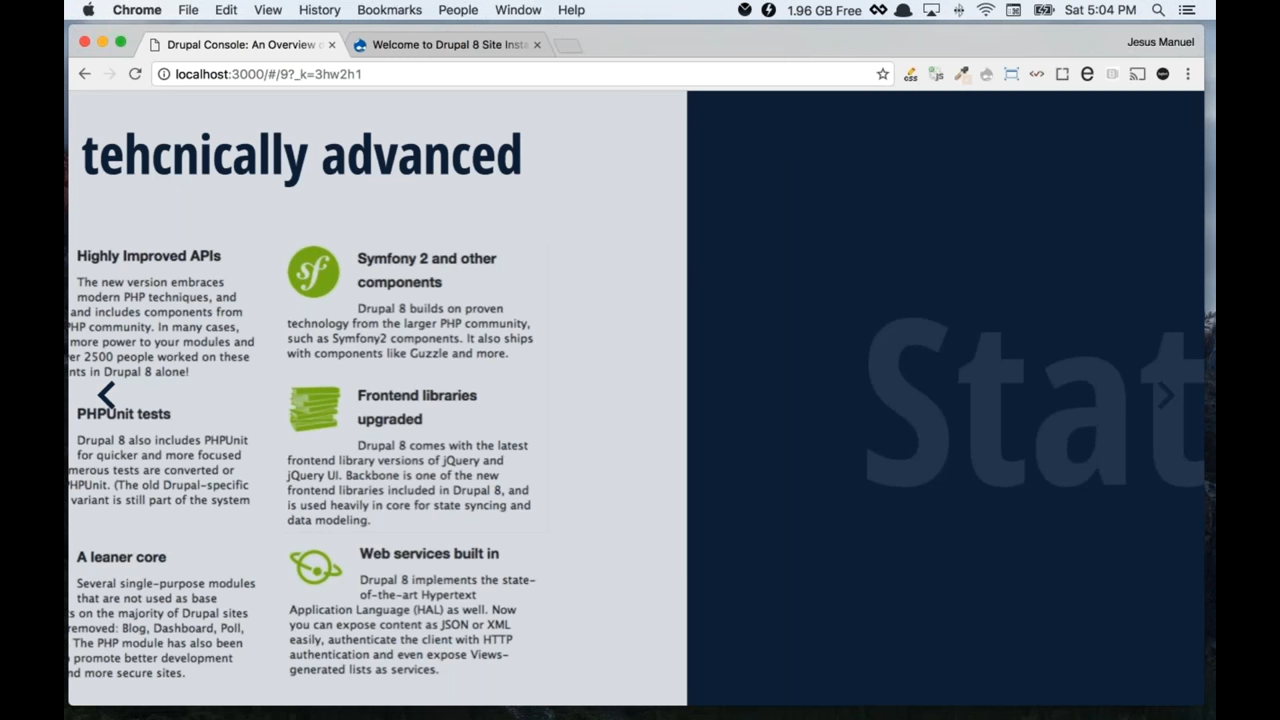 Chrome File Edit View History Bookmarks People Window Help 1.96 GB Free Sat 5:04 PM
Drupal Console: An Overview o × Welcome to Drupal 8 Site Insta × Jesus Manuel
localhost:3000/#/9?_k=3hw2h1
tehcnically advanced
Highly Improved APIs
The new version embraces
modern PHP techniques, and
and includes components from
PHP community. In many cases,
more power to your modules and
er 2500 people worked on these
nts in Drupal 8 alone!
PHPUnit tests
Drupal 8 also includes PHPUnit
for quicker and more focused
merous tests are converted or
HPUnit. (The old Drupal-specific
variant is still part of the system
A leaner core
Several single-purpose modules
that are not used as base
s on the majority of Drupal sites
removed: Blog, Dashboard, Poll,
The PHP module has also been
promote better development
nd more secure sites.
sf
Symfony 2 and other
components
Drupal 8 builds on proven
technology from the larger PHP community,
such as Symfony2 components. It also ships
with components like Guzzle and more.
Frontend libraries
upgraded
Drupal 8 comes with the latest
frontend library versions of jQuery and
jQuery UI. Backbone is one of the new
frontend libraries included in Drupal 8, and
is used heavily in core for state syncing and
data modeling.
Web services built in
Drupal 8 implements the state-
of-the-art Hypertext
Application Language (HAL) as well. Now
you can expose content as JSON or XML
easily, authenticate the client with HTTP
authentication and even expose Views-
generated lists as services.
Stat